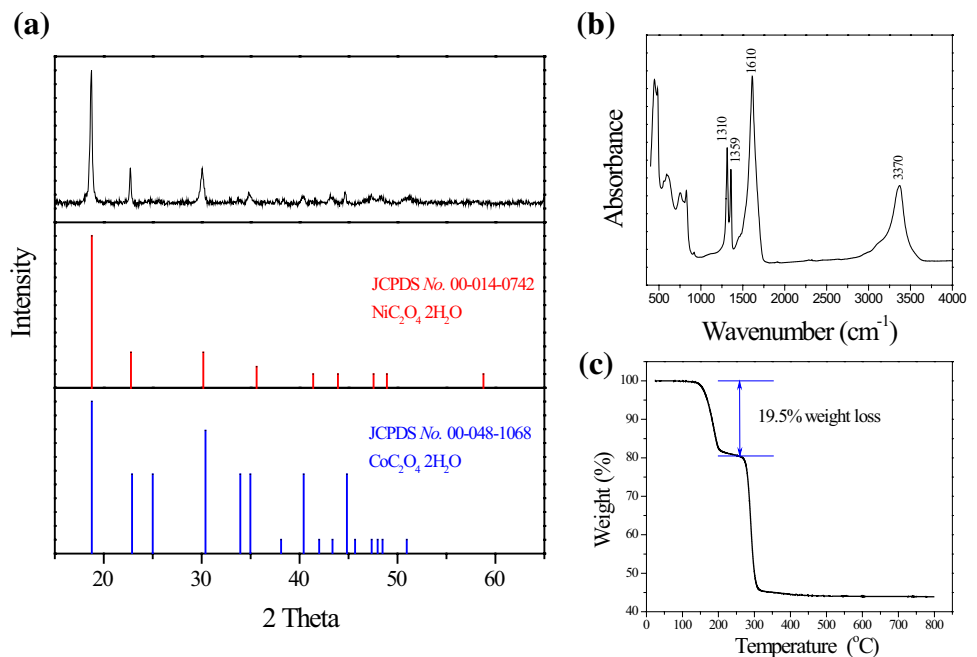 (a)
Intensity
JCPDS No. 00-014-0742
NiC₂O₄ 2H₂O
JCPDS No. 00-048-1068
CoC₂O₄ 2H₂O
20 30 40 50 60
2 Theta
(b)
Absorbance
1310
1359
1610
3370
500 1000 1500 2000 2500 3000 3500 4000
Wavenumber (cm⁻¹)
(c)
Weight (%)
100
90
80
70
60
50
40
19.5% weight loss
0 100 200 300 400 500 600 700 800 900
Temperature (°C)